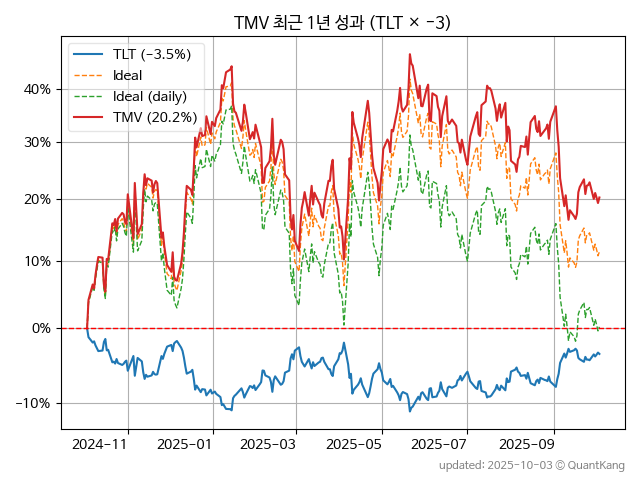 TMV 최근 1년 성과 (TLT × −3)
TLT (−3.5%)
Ideal
Ideal (daily)
TMV (20.2%)
40%
30%
20%
10%
0%
−10%
2024−11 2025−01 2025−03 2025−05 2025−07 2025−09
updated: 2025-10-03 © QuantKang